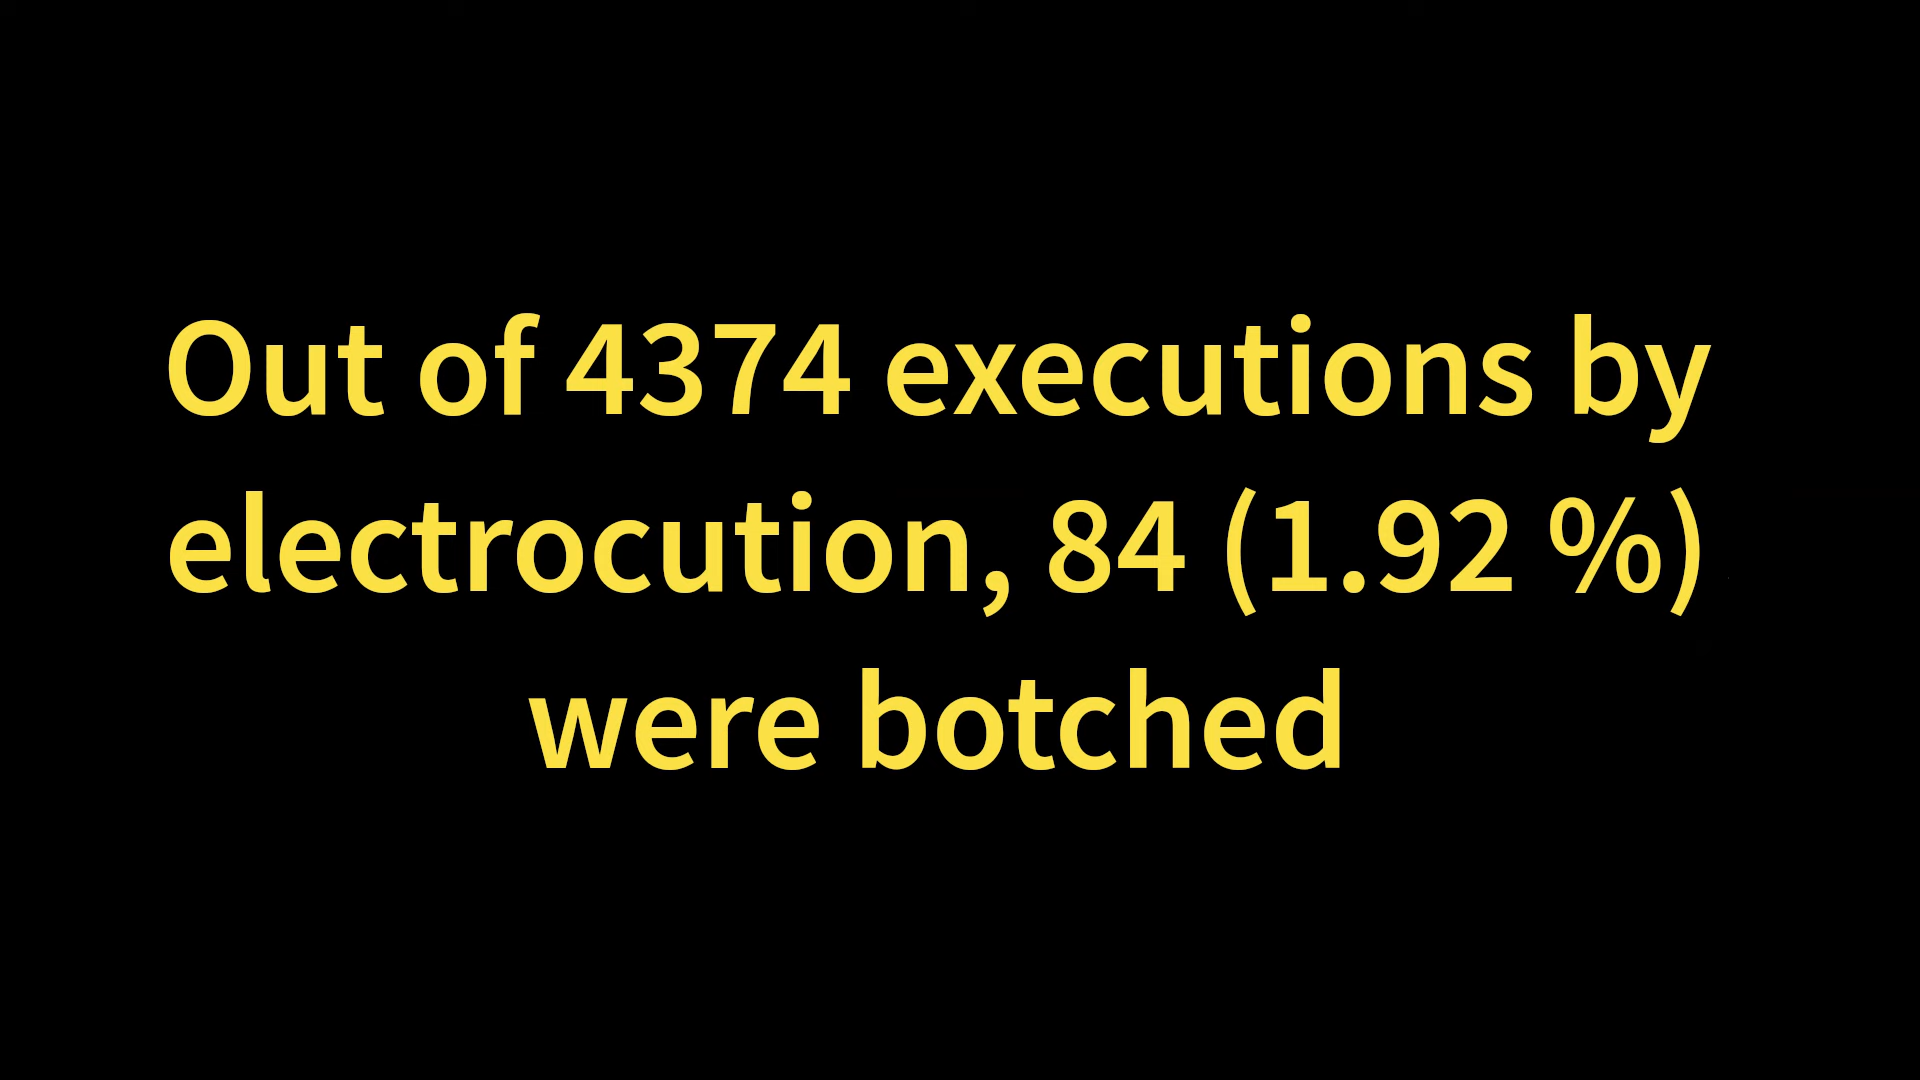 Out of 4374 executions by
electrocution, 84 (1.92 %)
were botched